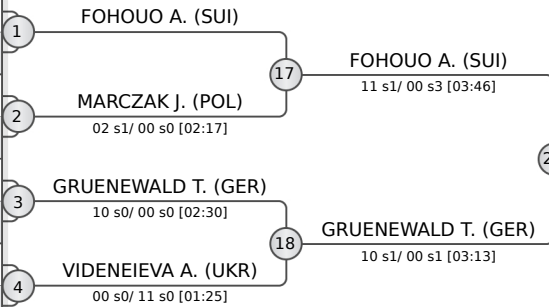 FOHOUO A. (SUI)
1
17
FOHOUO A. (SUI)
11 s1/ 00 s3 [03:46]
MARCZAK J. (POL)
2
02 s1/ 00 s0 [02:17]
2
GRUENEWALD T. (GER)
3
10 s0/ 00 s0 [02:30]
18
GRUENEWALD T. (GER)
10 s1/ 00 s1 [03:13]
VIDENEIEVA A. (UKR)
4
00 s0/ 11 s0 [01:25]